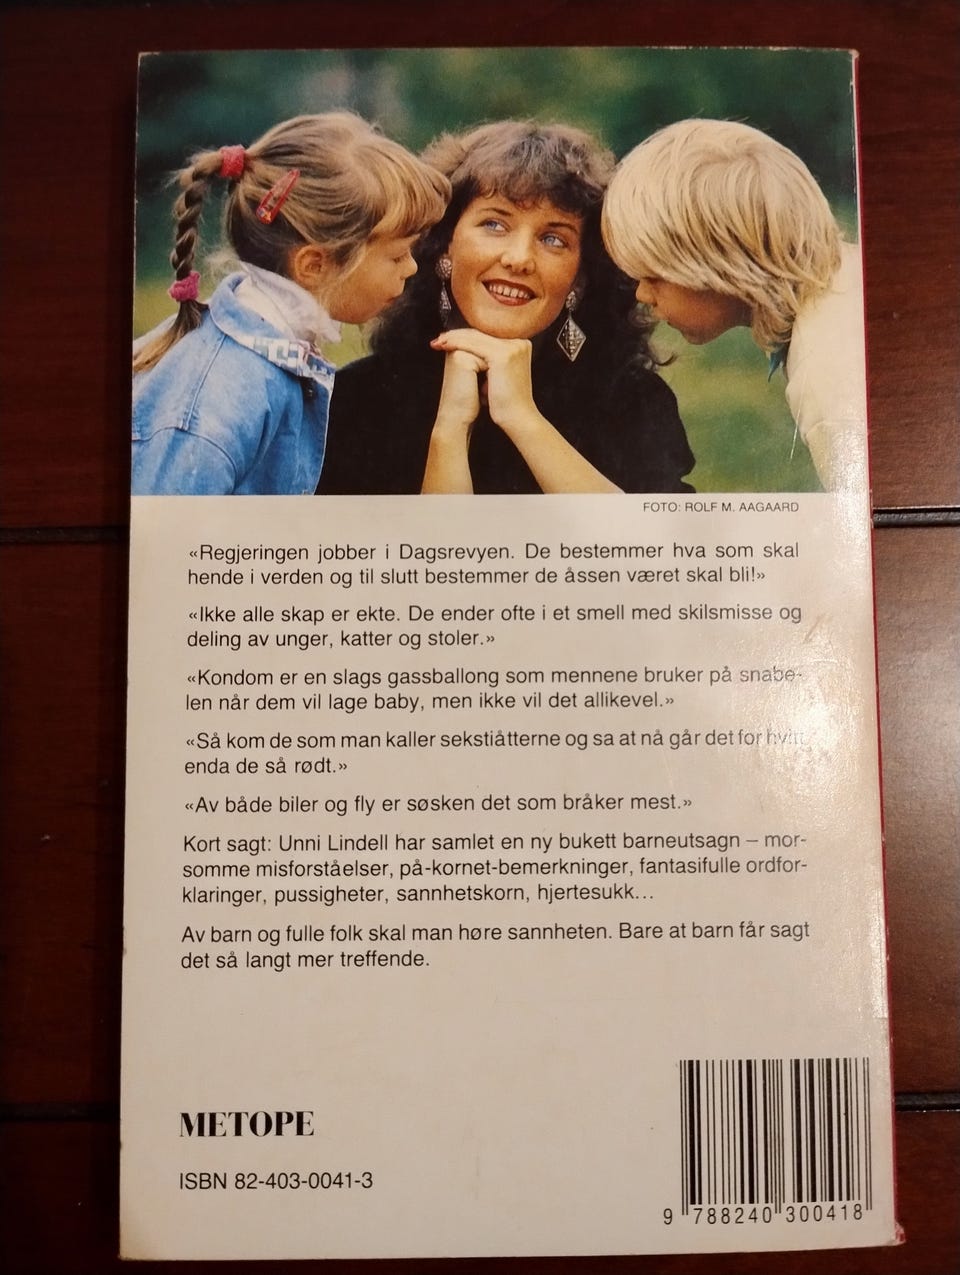 FOTO: ROLF M. AAGAARD
«Regjeringen jobber i Dagsrevyen. De bestemmer hva som skal
hende i verden og til slutt bestemmer de åssen været skal bli!»
«Ikke alle skap er ekte. De ender ofte i et smell med skilsmisse og
deling av unger, katter og stoler.»
«Kondom er en slags gassballong som mennene bruker på snabe-
len når dem vil lage baby, men ikke vil det allikevel.»
«Så kom de som man kaller sekstiåtterne og sa at nå går det for hvitt
enda de så rødt.»
«Av både biler og fly er søsken det som bråker mest.»
Kort sagt: Unni Lindell har samlet en ny bukett barneutsagn – mor-
somme misforståelser, på-kornet-bemerkninger, fantasifulle ordfor-
klaringer, pussigheter, sannhetskorn, hjertesukk...
Av barn og fulle folk skal man høre sannheten. Bare at barn får sagt
det så langt mer treffende.
METOPE
ISBN 82-403-0041-3
9 788240 300418